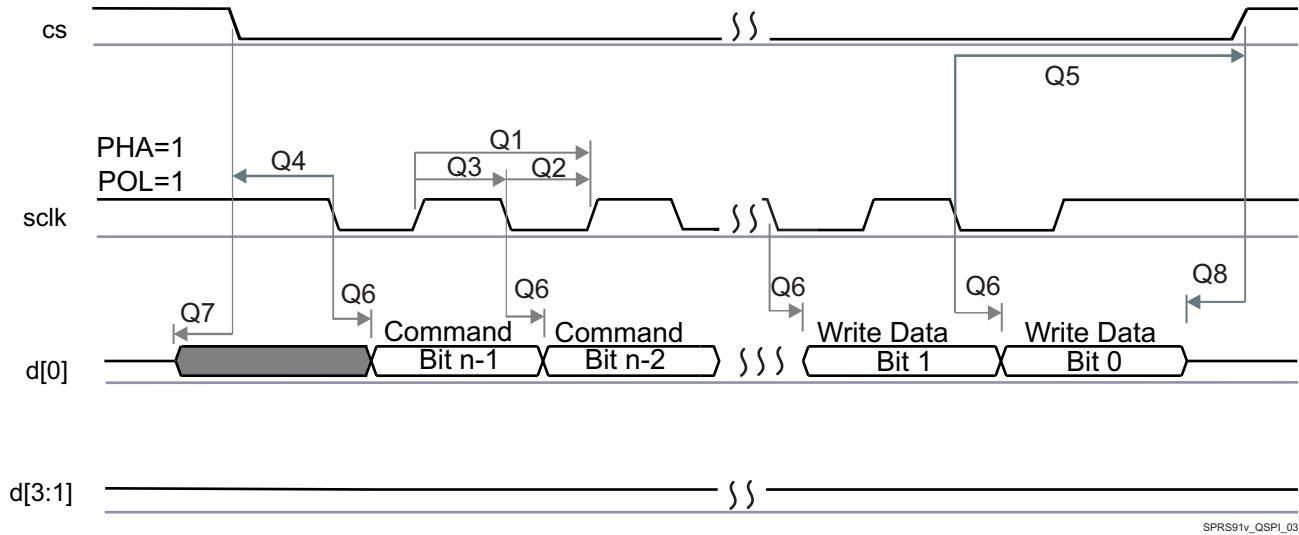 cs
Q5
PHA=1
POL=1
Q4
Q1
Q3
Q2
sclk
Q7
Q6
Q6
Q6
Q6
Q8
Command
Bit n-1
Command
Bit n-2
Write Data
Bit 1
Write Data
Bit 0
d[0]
d[3:1]
SPRS91v_QSPI_03